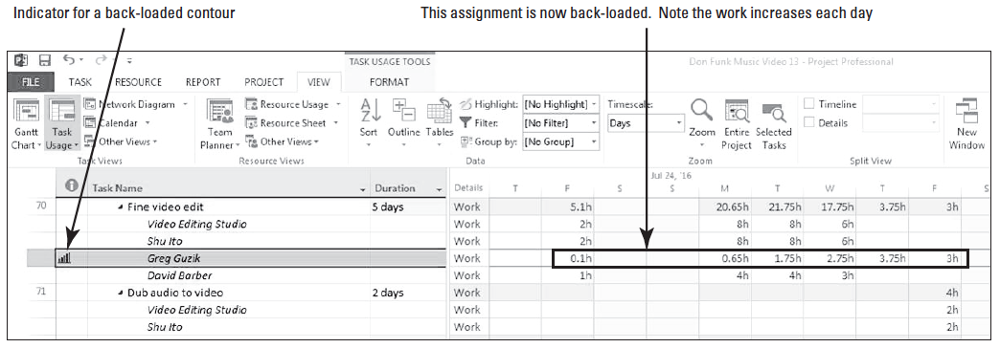 Indicator for a back-loaded contour
This assignment is now back-loaded. Note the work increases each day
TASK USAGE TOOLS
Don Funk Music Video 13 - Project Professional
FILE TASK RESOURCE REPORT PROJECT VIEW FORMAT
Network Diagram Resource Usage Highlight: [No Highlight] Timescale: Timeline
Calendar Resource Sheet Filter: [No Filter] Days Details
Gantt Chart Task Usage Other Views Team Planner Other Views Sort Outline Tables Group by: [No Group] Zoom Entire Project Selected Tasks New Window
Task Views Resource Views Data Zoom Split View
Jul 24, '16
Task Name Duration Details T F S S M T W T F S
70 Fine video edit 5 days Work 5.1h 20.65h 21.75h 17.75h 3.75h 3h
Video Editing Studio Work 2h 8h 8h 6h
Shu Ito Work 2h 8h 8h 6h
Greg Guzik Work 0.1h 0.65h 1.75h 2.75h 3.75h 3h
David Barber Work 1h 4h 4h 3h
71 Dub audio to video 2 days Work 4h
Video Editing Studio Work 2h
Shu Ito Work 2h